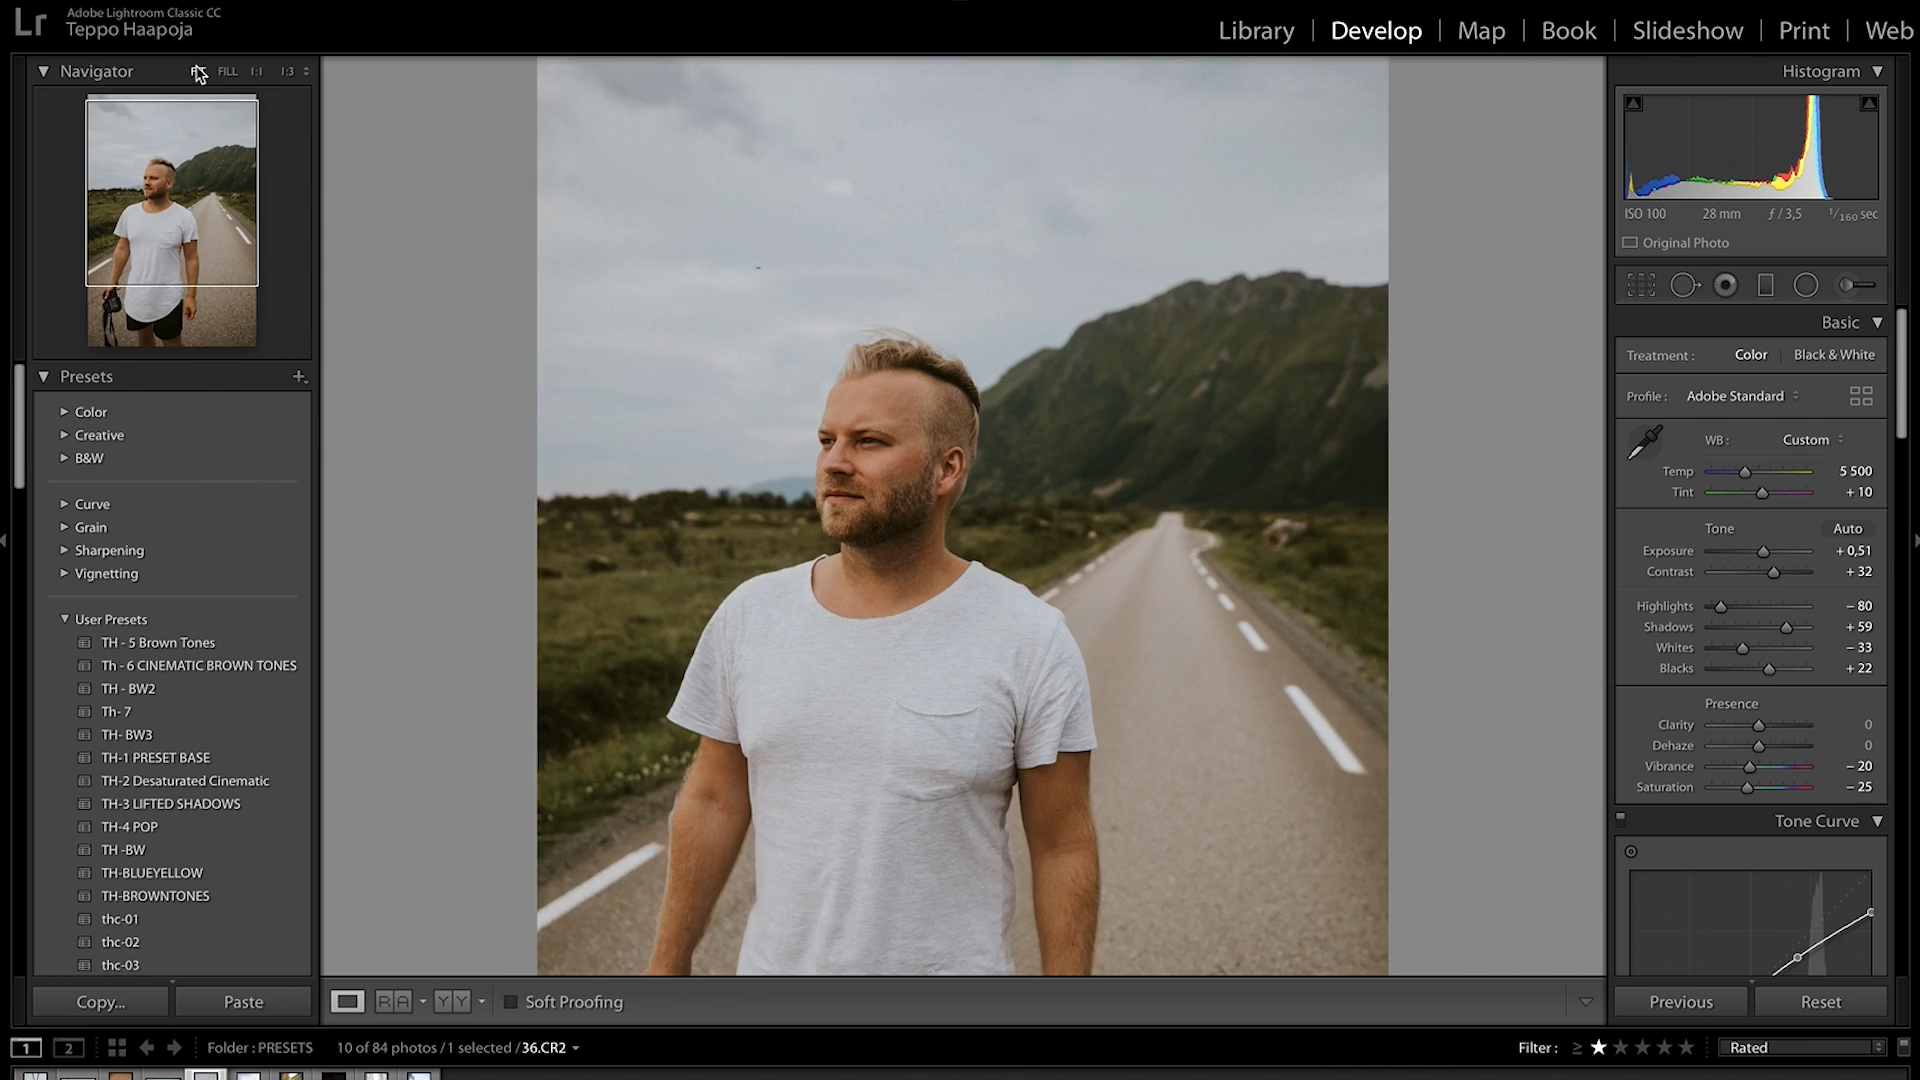 Lr
Adobe Lightroom Classic CC
Teppo Haapoja
Library | Develop | Map | Book | Slideshow | Print | Web
Navigator
FILL 1:1 1:3
Presets
Color
Creative
B&W
Curve
Grain
Sharpening
Vignetting
User Presets
TH - 5 Brown Tones
Th - 6 CINEMATIC BROWN TONES
TH - BW2
Th- 7
TH- BW3
TH-1 PRESET BASE
TH-2 Desaturated Cinematic
TH-3 LIFTED SHADOWS
TH-4 POP
TH -BW
TH-BLUEYELLOW
TH-BROWNTONES
thc-01
thc-02
thc-03
Copy...
Paste
R A
Y Y
Soft Proofing
Histogram
ISO 100 28 mm ƒ / 3,5 1/160 sec
Original Photo
Basic
Treatment : Color | Black & White
Profile : Adobe Standard
WB : Custom
Temp 5 500
Tint + 10
Tone Auto
Exposure + 0,51
Contrast + 32
Highlights − 80
Shadows + 59
Whites − 33
Blacks + 22
Presence
Clarity 0
Dehaze 0
Vibrance − 20
Saturation − 25
Tone Curve
Previous
Reset
1 2 Folder : PRESETS 10 of 84 photos / 1 selected / 36.CR2
Filter : ≥ ★★★★★ Rated